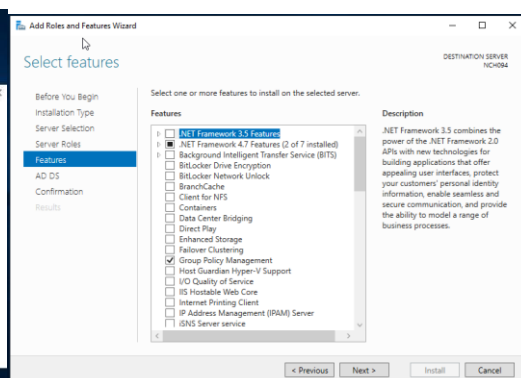 Add Roles and Features Wizard
Select features
DESTINATION SERVER
NCH094
Before You Begin
Installation Type
Server Selection
Server Roles
Features
AD DS
Confirmation
Results
Select one or more features to install on the selected server.
Features
.NET Framework 3.5 Features
.NET Framework 4.7 Features (2 of 7 installed)
Background Intelligent Transfer Service (BITS)
BitLocker Drive Encryption
BitLocker Network Unlock
BranchCache
Client for NFS
Containers
Data Center Bridging
Direct Play
Enhanced Storage
Failover Clustering
Group Policy Management
Host Guardian Hyper-V Support
I/O Quality of Service
IIS Hostable Web Core
Internet Printing Client
IP Address Management (IPAM) Server
iSNS Server service
Description
.NET Framework 3.5 combines the
power of the .NET Framework 2.0
APIs with new technologies for
building applications that offer
appealing user interfaces, protect
your customers' personal identity
information, enable seamless and
secure communication, and provide
the ability to model a range of
business processes.
< Previous
Next >
Install
Cancel